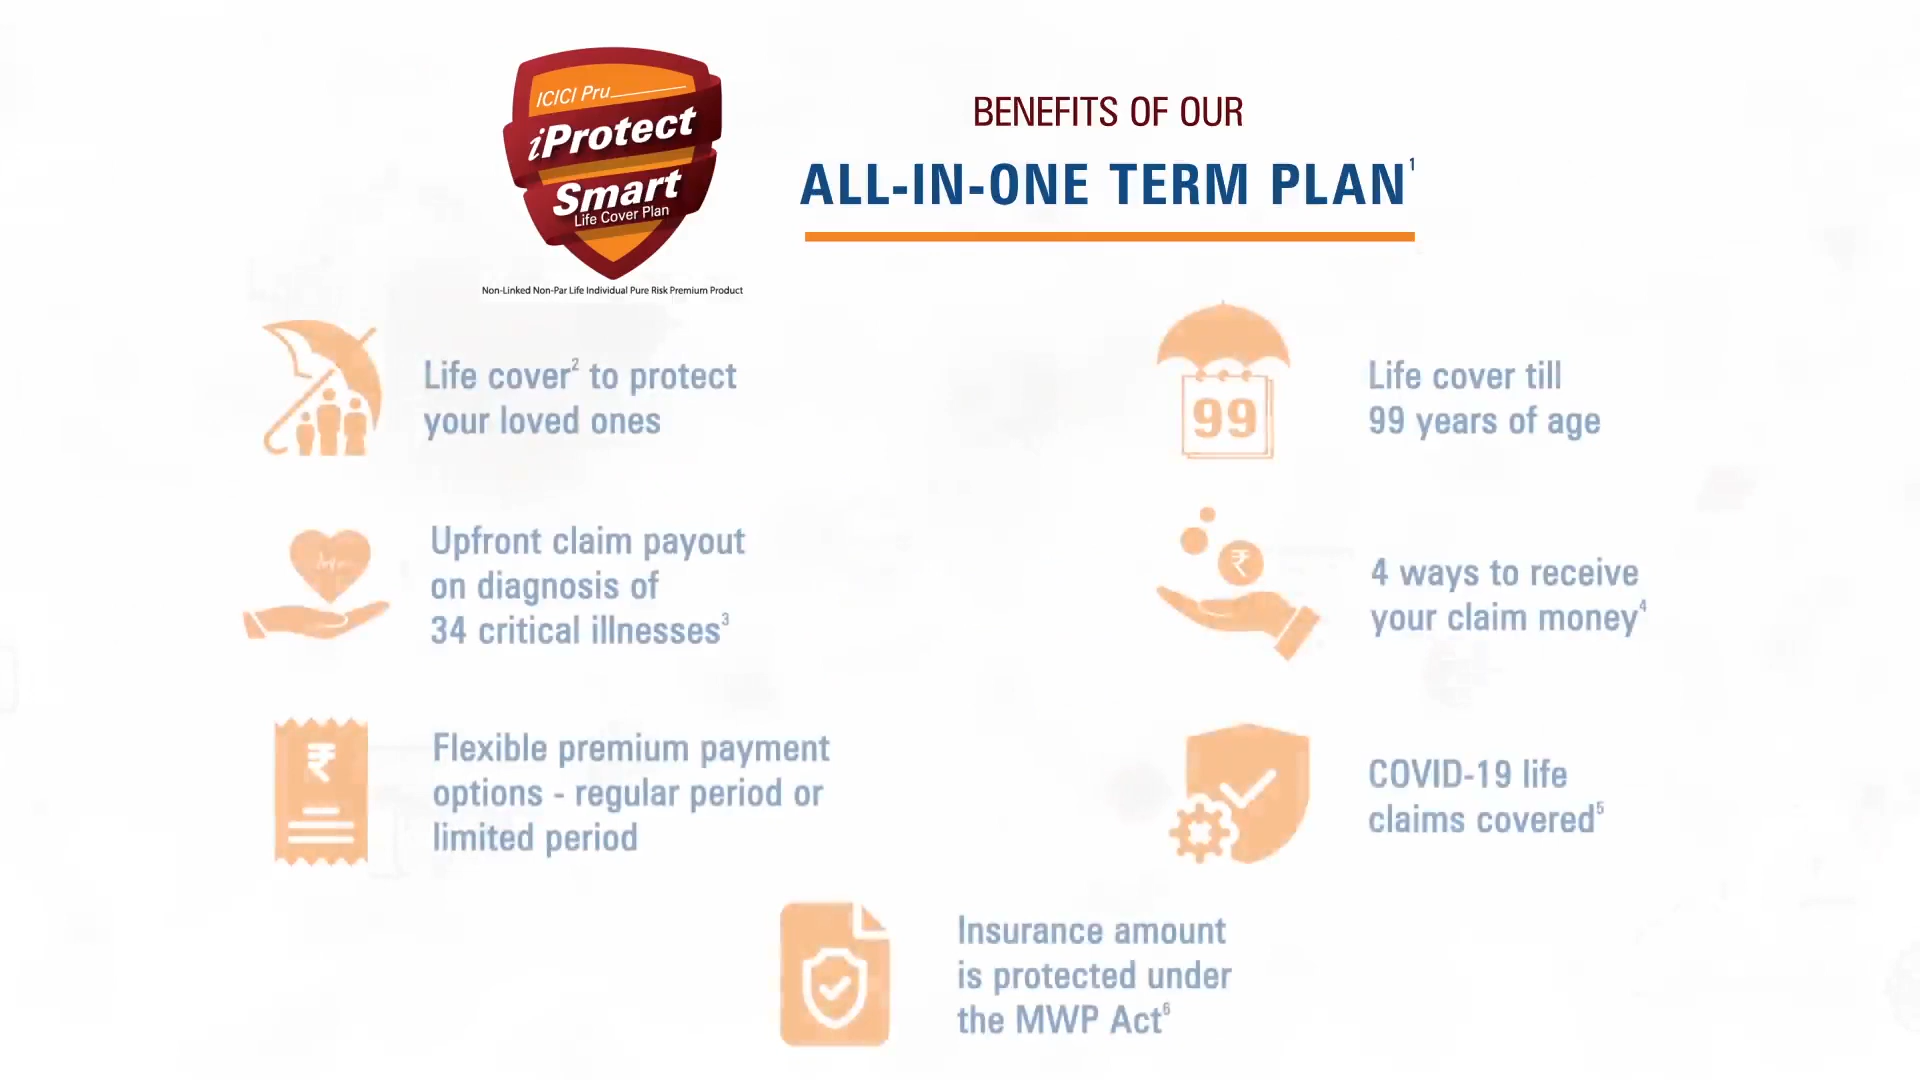 ICICI Pru
iProtect
Smart
Life Cover Plan
Non-Linked Non-Par Life Individual Pure Risk Premium Product
BENEFITS OF OUR
ALL-IN-ONE TERM PLAN¹
Life cover² to protect
your loved ones
99
Life cover till
99 years of age
Upfront claim payout
on diagnosis of
34 critical illnesses³
₹
4 ways to receive
your claim money⁴
₹
Flexible premium payment
options - regular period or
limited period
COVID-19 life
claims covered⁵
Insurance amount
is protected under
the MWP Act⁶